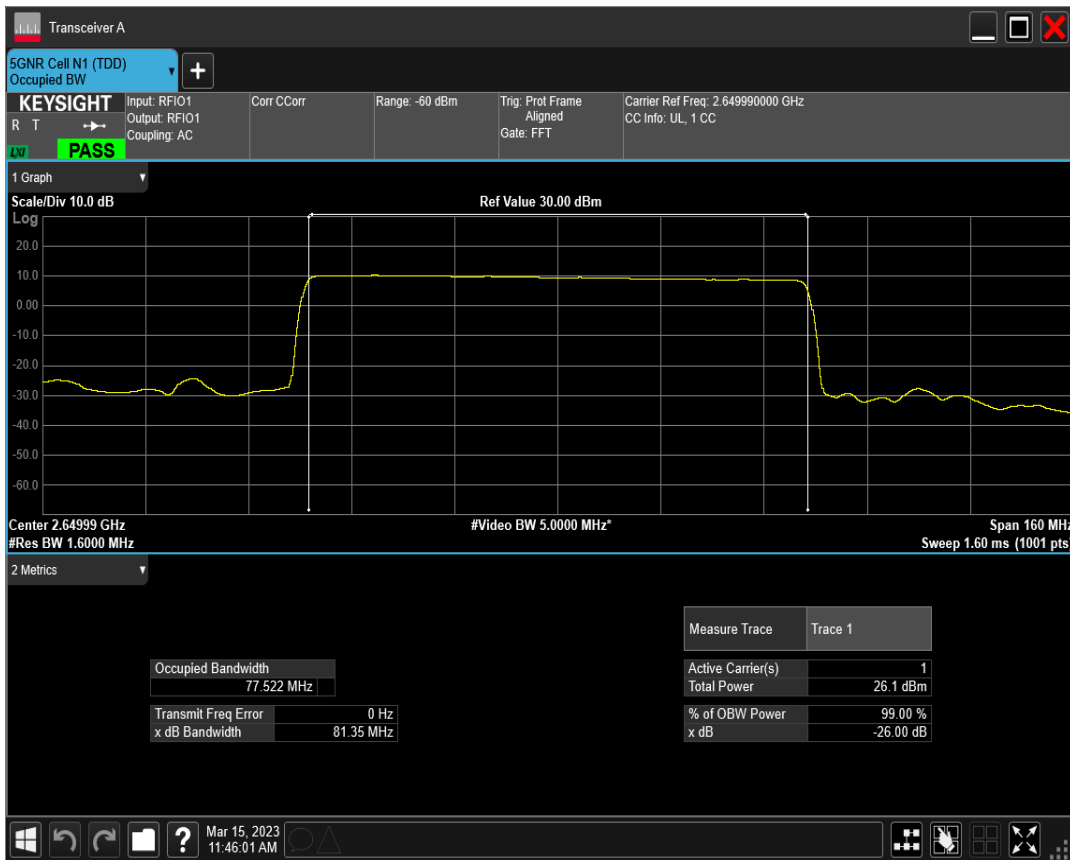 Transceiver A
5GNR Cell N1 (TDD)
Occupied BW
KEYSIGHT
R T
LXI
PASS
Input: RFIO1
Output: RFIO1
Coupling: AC
Corr CCorr
Range: -60 dBm
Trig: Prot Frame
Aligned
Gate: FFT
Carrier Ref Freq: 2.649990000 GHz
CC Info: UL, 1 CC
1 Graph
Scale/Div 10.0 dB
Ref Value 30.00 dBm
Log
20.0
10.0
0.00
-10.0
-20.0
-30.0
-40.0
-50.0
-60.0
Center 2.64999 GHz
#Video BW 5.0000 MHz*
Span 160 MHz
#Res BW 1.6000 MHz
Sweep 1.60 ms (1001 pts)
2 Metrics
Measure Trace Trace 1
Occupied Bandwidth
77.522 MHz
Active Carrier(s) 1
Total Power 26.1 dBm
Transmit Freq Error 0 Hz
x dB Bandwidth 81.35 MHz
% of OBW Power 99.00 %
x dB -26.00 dB
?
Mar 15, 2023
11:46:01 AM